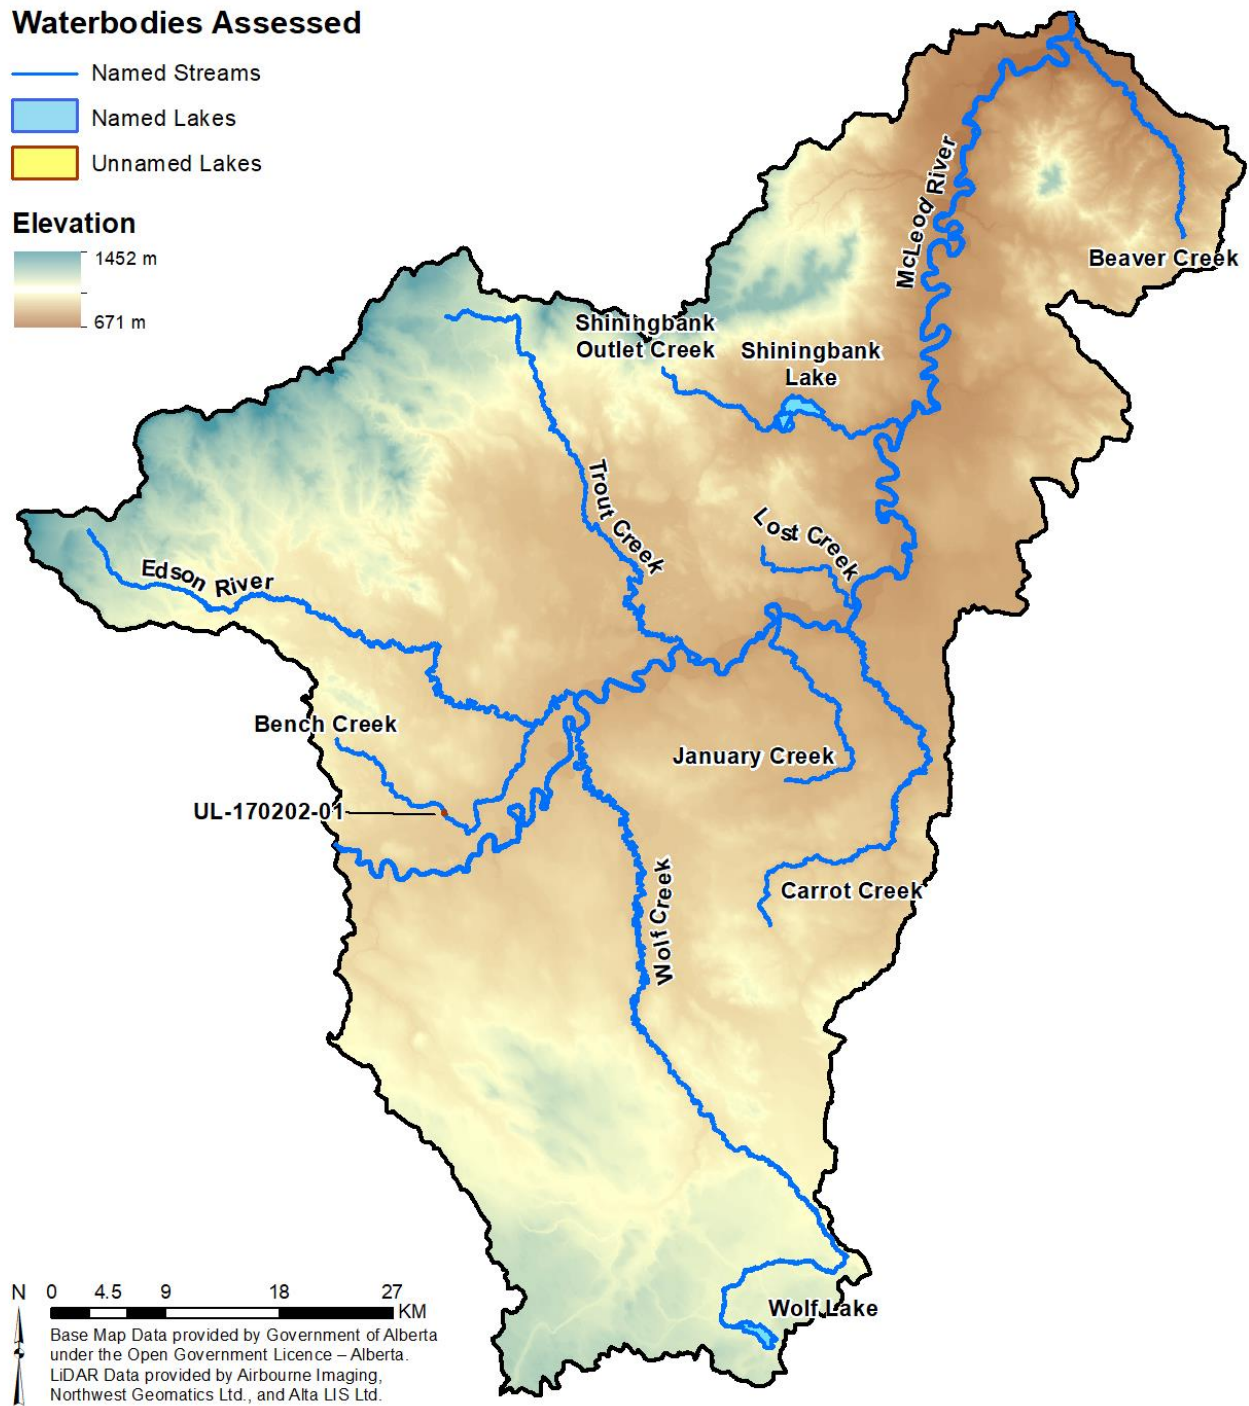 Waterbodies Assessed
Named Streams
Named Lakes
Unnamed Lakes
Elevation
1452 m
671 m
McLeod River
Beaver Creek
Shiningbank
Outlet Creek
Shiningbank
Lake
Trout Creek
Lost Creek
Edson River
Bench Creek
January Creek
UL-170202-01
Wolf Creek
Carrot Creek
Wolf Lake
N 0 4.5 9 18 27
KM
Base Map Data provided by Government of Alberta
under the Open Government Licence – Alberta.
LiDAR Data provided by Airbourne Imaging,
Northwest Geomatics Ltd., and Alta LIS Ltd.